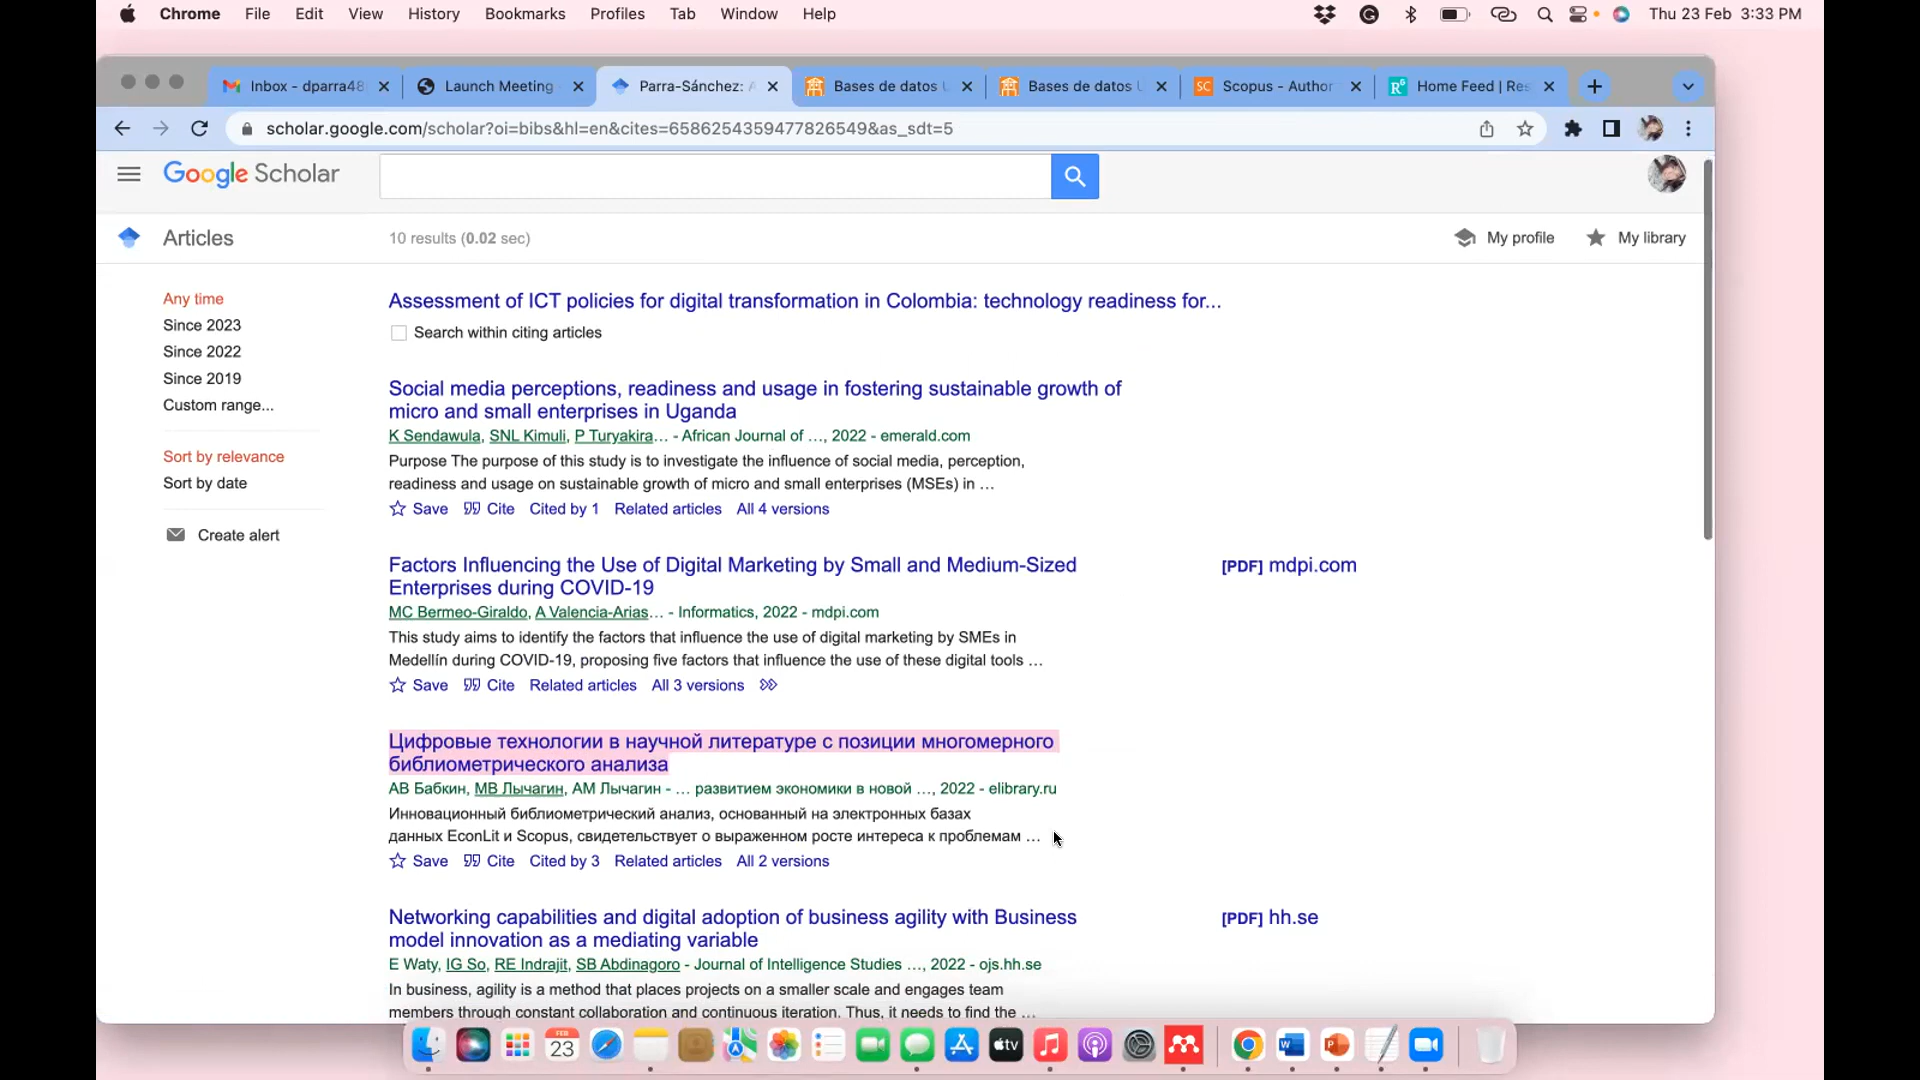 Chrome File Edit View History Bookmarks Profiles Tab Window Help
Thu 23 Feb 3:33 PM
Inbox - dparra48
Launch Meeting
Parra-Sánchez: A
Bases de datos U
Bases de datos U
Scopus - Author
Home Feed | Res
scholar.google.com/scholar?oi=bibs&hl=en&cites=6586254359477826549&as_sdt=5
Google Scholar
Articles
10 results (0.02 sec)
My profile
My library
Any time
Since 2023
Since 2022
Since 2019
Custom range...
Sort by relevance
Sort by date
Create alert
Assessment of ICT policies for digital transformation in Colombia: technology readiness for...
Search within citing articles
Social media perceptions, readiness and usage in fostering sustainable growth of
micro and small enterprises in Uganda
K Sendawula, SNL Kimuli, P Turyakira… - African Journal of …, 2022 - emerald.com
Purpose The purpose of this study is to investigate the influence of social media, perception,
readiness and usage on sustainable growth of micro and small enterprises (MSEs) in …
Save Cite Cited by 1 Related articles All 4 versions
Factors Influencing the Use of Digital Marketing by Small and Medium-Sized
Enterprises during COVID-19
[PDF] mdpi.com
MC Bermeo-Giraldo, A Valencia-Arias… - Informatics, 2022 - mdpi.com
This study aims to identify the factors that influence the use of digital marketing by SMEs in
Medellín during COVID-19, proposing five factors that influence the use of these digital tools …
Save Cite Related articles All 3 versions
Цифровые технологии в научной литературе с позиции многомерного
библиометрического анализа
АВ Бабкин, МВ Лычагин, АМ Лычагин - … развитием экономики в новой …, 2022 - elibrary.ru
Инновационный библиометрический анализ, основанный на электронных базах
данных EconLit и Scopus, свидетельствует о выраженном росте интереса к проблемам …
Save Cite Cited by 3 Related articles All 2 versions
Networking capabilities and digital adoption of business agility with Business
model innovation as a mediating variable
[PDF] hh.se
E Waty, IG So, RE Indrajit, SB Abdinagoro - Journal of Intelligence Studies …, 2022 - ojs.hh.se
In business, agility is a method that places projects on a smaller scale and engages team
members through constant collaboration and continuous iteration. Thus, it needs to find the …
FEB
23
tv